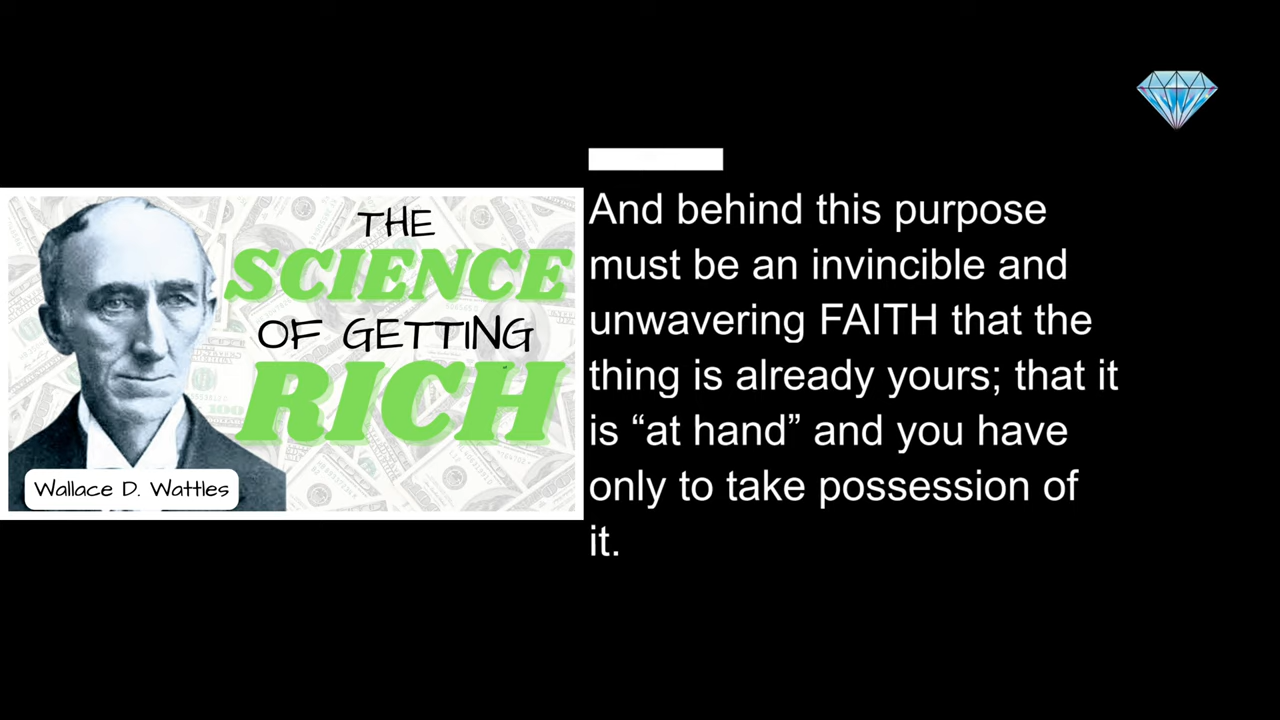 THE
SCIENCE
OF GETTING
RICH
Wallace D. Wattles
And behind this purpose
must be an invincible and
unwavering FAITH that the
thing is already yours; that it
is “at hand” and you have
only to take possession of
it.